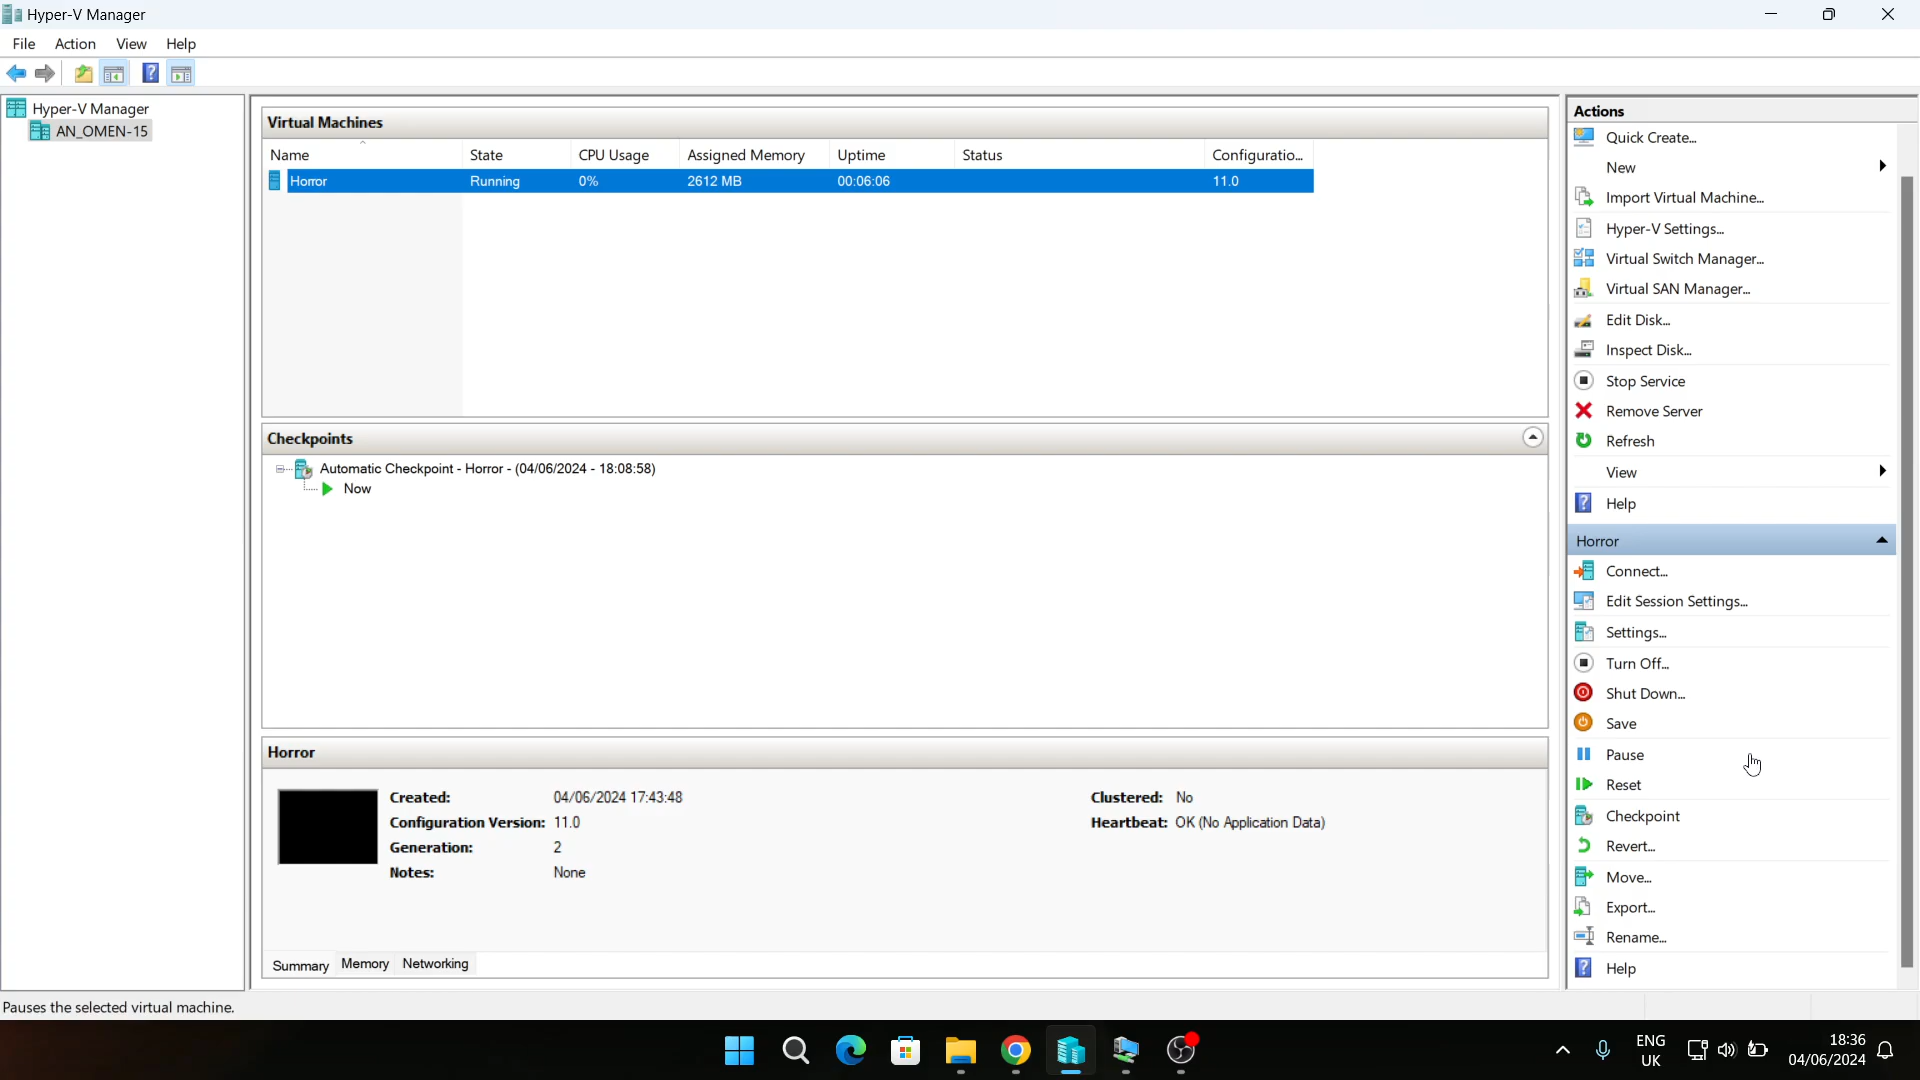 Hyper-V Manager
File Action View Help
Hyper-V Manager
AN_OMEN-15
Virtual Machines
Name State CPU Usage Assigned Memory Uptime Status Configuratio...
Horror Running 0% 2612 MB 00:06:06 11.0
Checkpoints
Automatic Checkpoint - Horror - (04/06/2024 - 18:08:58)
Now
Horror
Created: 04/06/2024 17:43:48 Clustered: No
Configuration Version: 11.0 Heartbeat: OK (No Application Data)
Generation: 2
Notes: None
Summary Memory Networking
Actions
Quick Create...
New
Import Virtual Machine...
Hyper-V Settings...
Virtual Switch Manager...
Virtual SAN Manager...
Edit Disk...
Inspect Disk...
Stop Service
Remove Server
Refresh
View
Help
Horror
Connect...
Edit Session Settings...
Settings...
Turn Off...
Shut Down...
Save
Pause
Reset
Checkpoint
Revert...
Move...
Export...
Rename...
Help
Pauses the selected virtual machine.
ENG
UK
18:36
04/06/2024